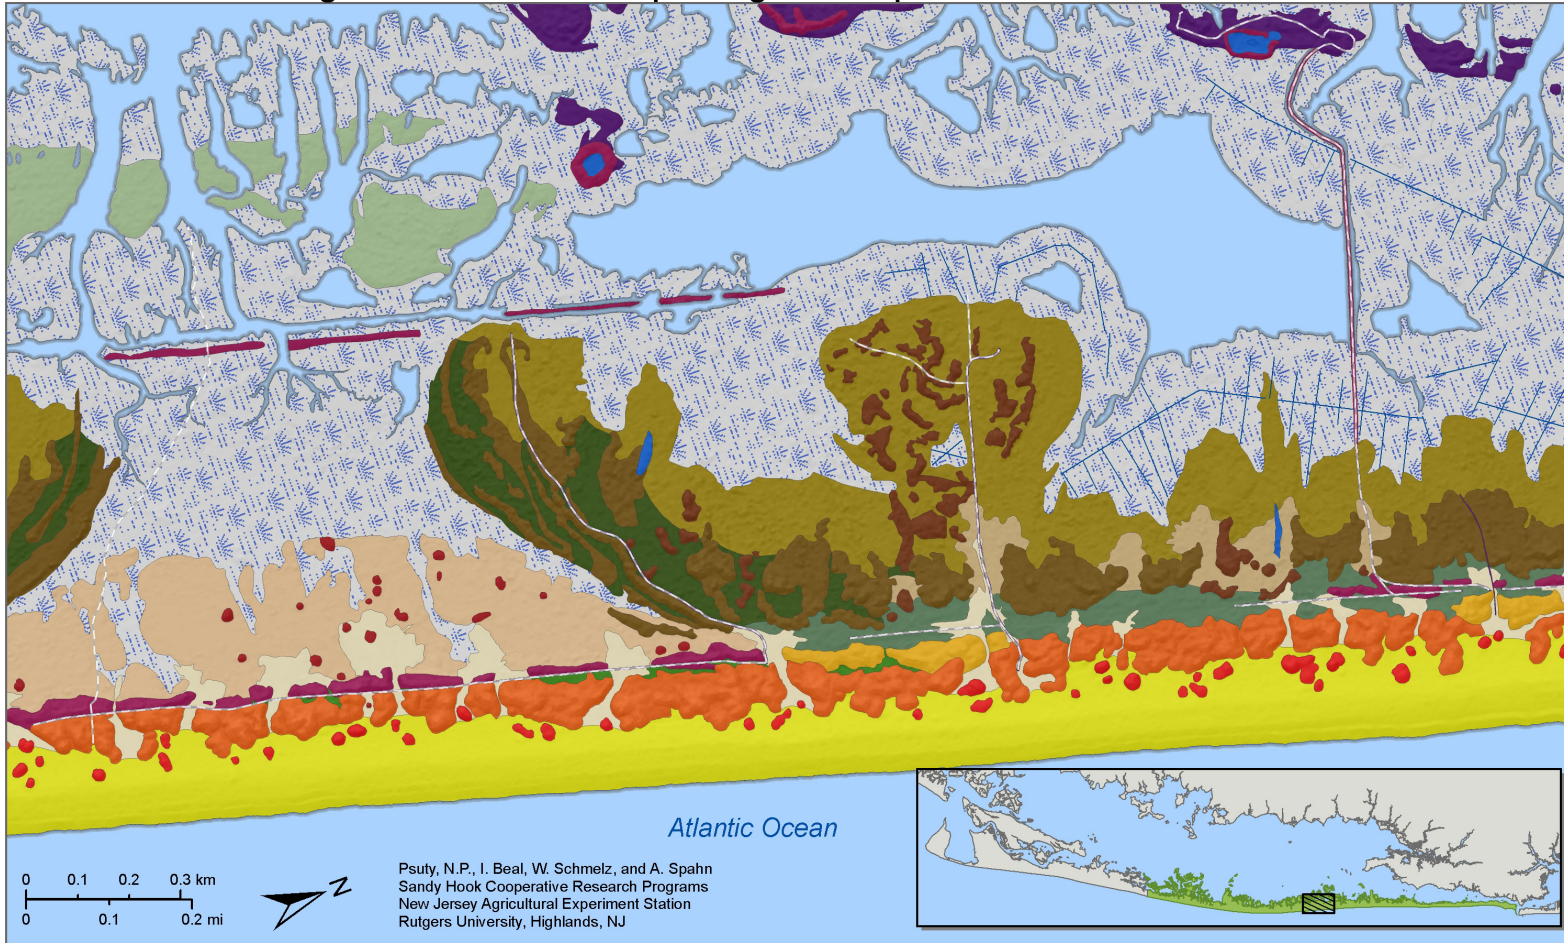 Atlantic Ocean
0 0.1 0.2 0.3 km
0 0.1 0.2 mi
N
Psuty, N.P., I. Beal, W. Schmelz, and A. Spahn
Sandy Hook Cooperative Research Programs
New Jersey Agricultural Experiment Station
Rutgers University, Highlands, NJ